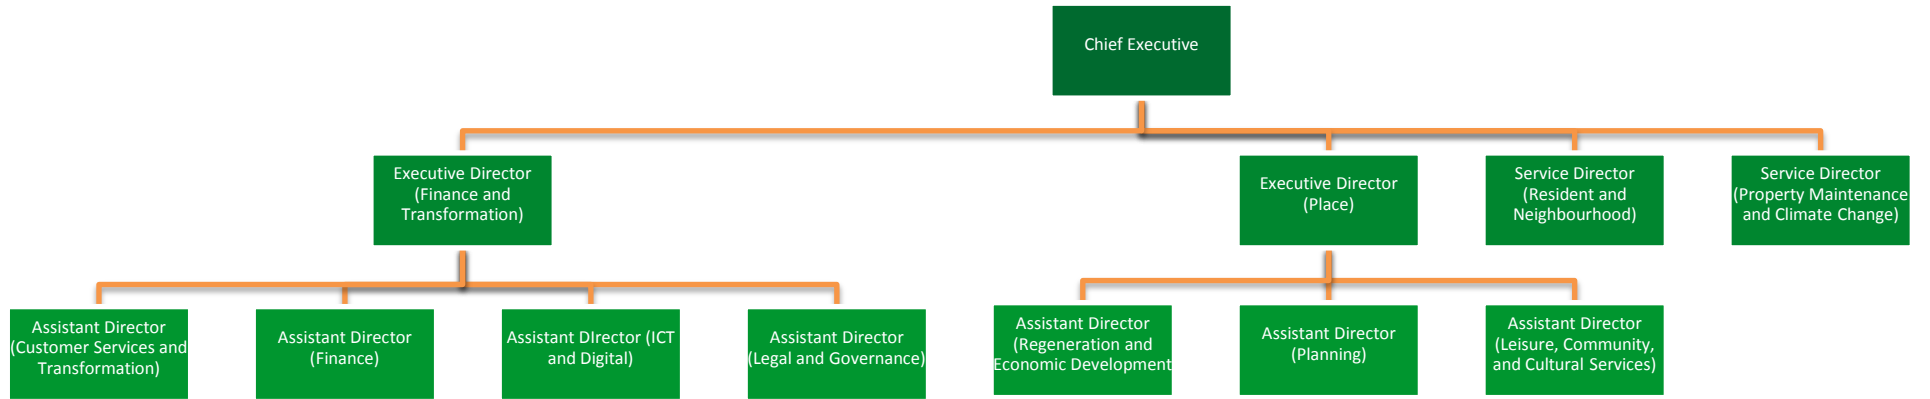 Chief Executive
Executive Director
(Finance and
Transformation)
Executive Director
(Place)
Service Director
(Resident and
Neighbourhood)
Service Director
(Property Maintenance
and Climate Change)
Assistant Director
(Customer Services and
Transformation)
Assistant Director
(Finance)
Assistant DIrector (ICT
and Digital)
Assistant Director
(Legal and Governance)
Assistant Director
(Regeneration and
Economic Development
Assistant Director
(Planning)
Assistant Director
(Leisure, Community,
and Cultural Services)